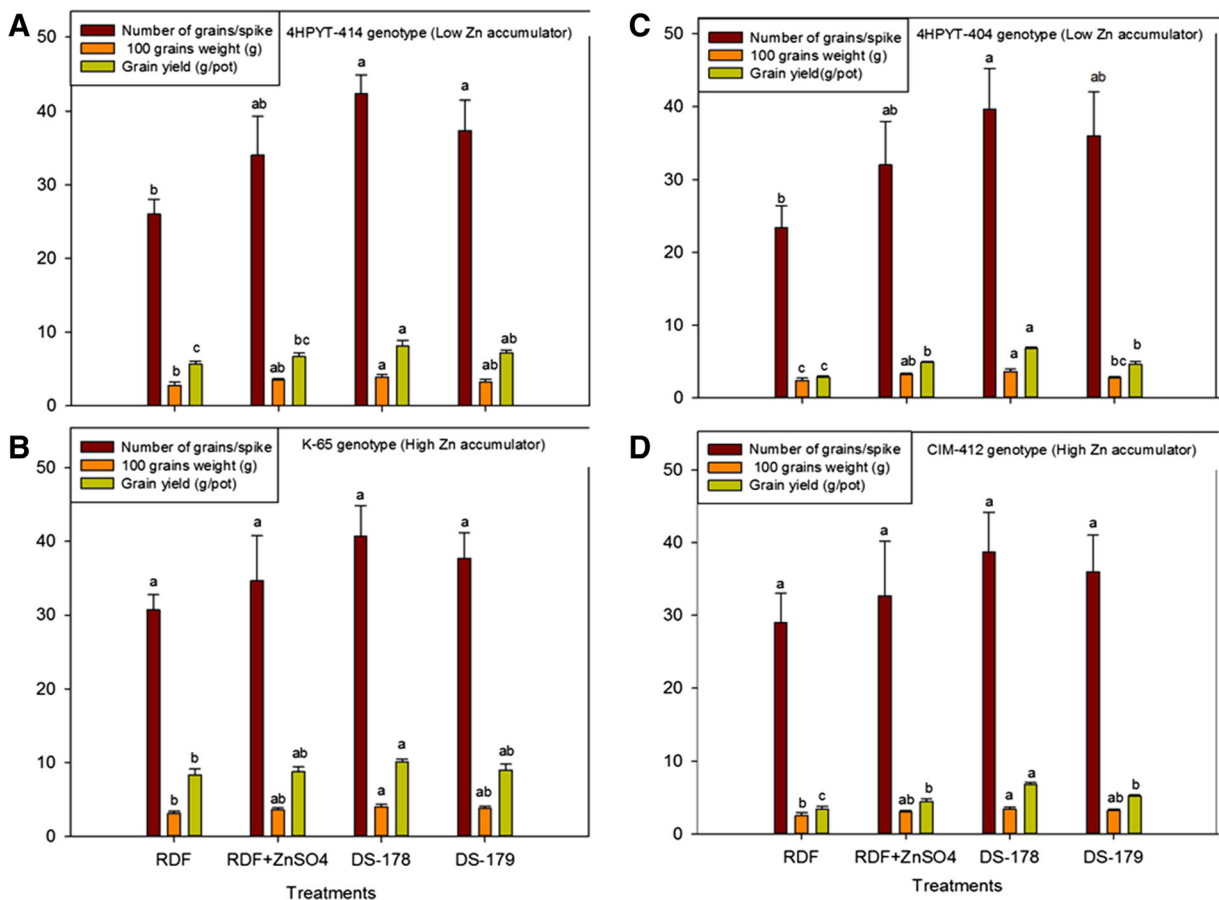 A
4HPYT-414 genotype (Low Zn accumulator)
Number of grains/spike
100 grains weight (g)
Grain yield (g/pot)
50
40
30
20
10
0
b
b
c
ab
ab
bc
a
a
a
a
ab
ab
B
K-65 genotype (High Zn accumulator)
Number of grains/spike
100 grains weight (g)
Grain yield (g/pot)
50
40
30
20
10
0
a
b
b
a
ab
ab
a
a
a
a
ab
ab
RDF
RDF+ZnSO4
DS-178
DS-179
Treatments
C
4HPYT-404 genotype (Low Zn accumulator)
Number of grains/spike
100 grains weight (g)
Grain yield(g/pot)
50
40
30
20
10
0
b
c
c
ab
ab
b
a
a
a
ab
bc
b
D
CIM-412 genotype (High Zn accumulator)
Number of grains/spike
100 grains weight (g)
Grain yield (g/pot)
50
40
30
20
10
0
a
b
c
a
ab
b
a
a
a
a
ab
b
RDF
RDF+ZnSO4
DS-178
DS-179
Treatments